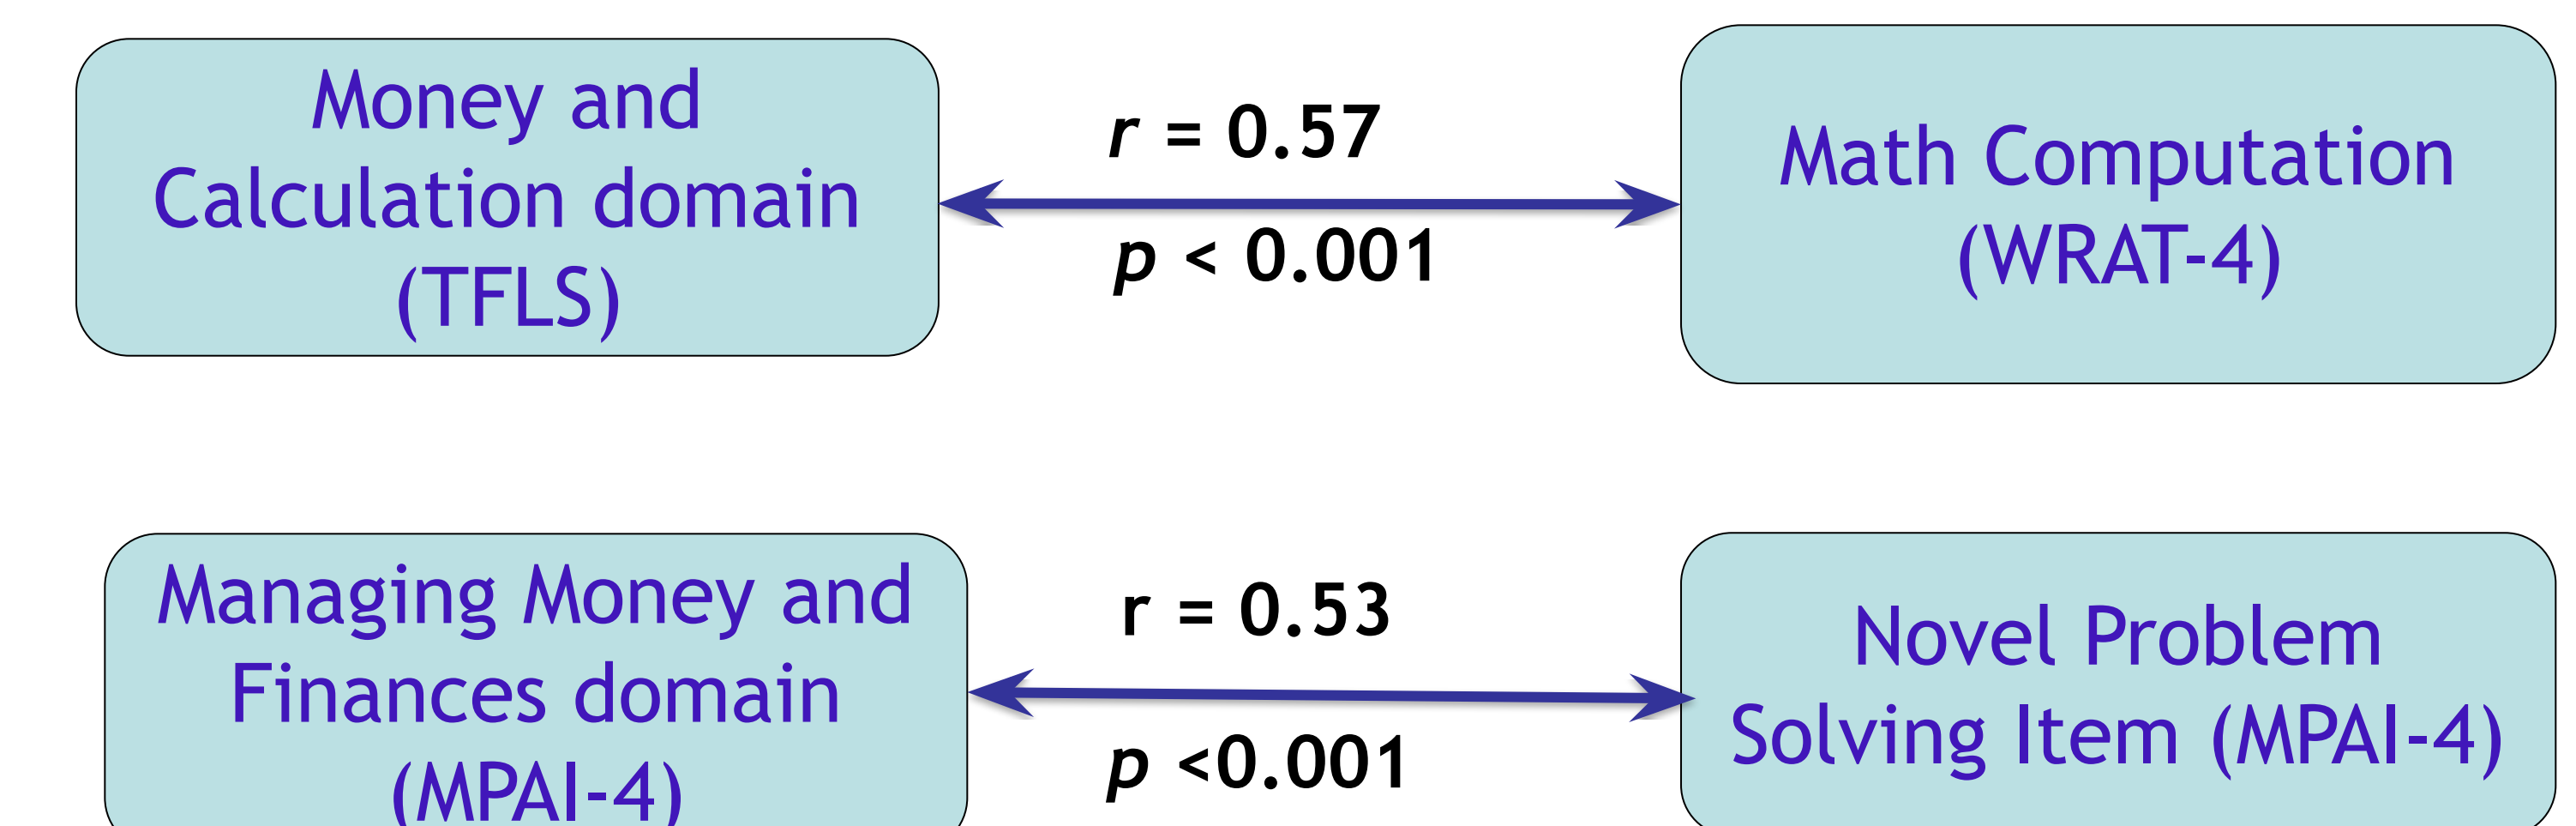 Money and
Calculation domain
(TFLS)
r = 0.57
p < 0.001
Math Computation
(WRAT-4)
Managing Money and
Finances domain
(MPAI-4)
r = 0.53
p <0.001
Novel Problem
Solving Item (MPAI-4)